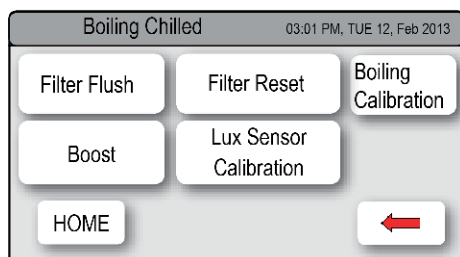 Boiling Chilled 03:01 PM, TUE 12, Feb 2013
Filter Flush
Filter Reset
Boiling
Calibration
Boost
Lux Sensor
Calibration
HOME